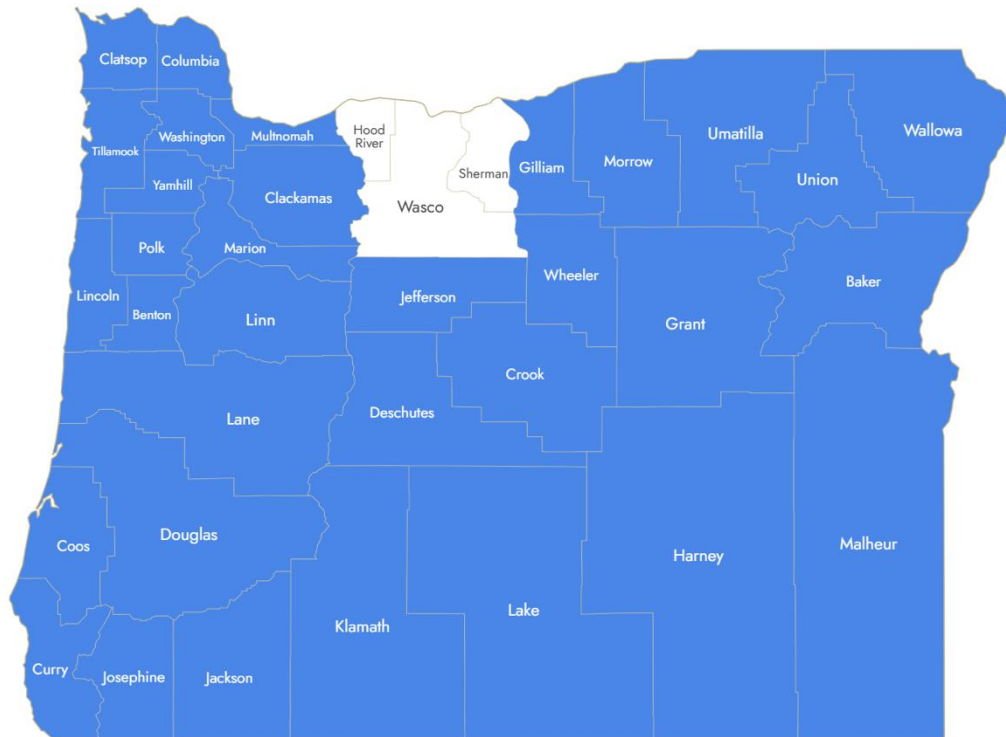 Clatsop
Columbia
Tillamook
Washington
Multnomah
Hood
River
Sherman
Gilliam
Morrow
Umatilla
Wallowa
Union
Yamhill
Clackamas
Wasco
Polk
Marion
Wheeler
Baker
Lincoln
Benton
Linn
Jefferson
Grant
Crook
Lane
Deschutes
Coos
Douglas
Harney
Malheur
Klamath
Lake
Curry
Josephine
Jackson